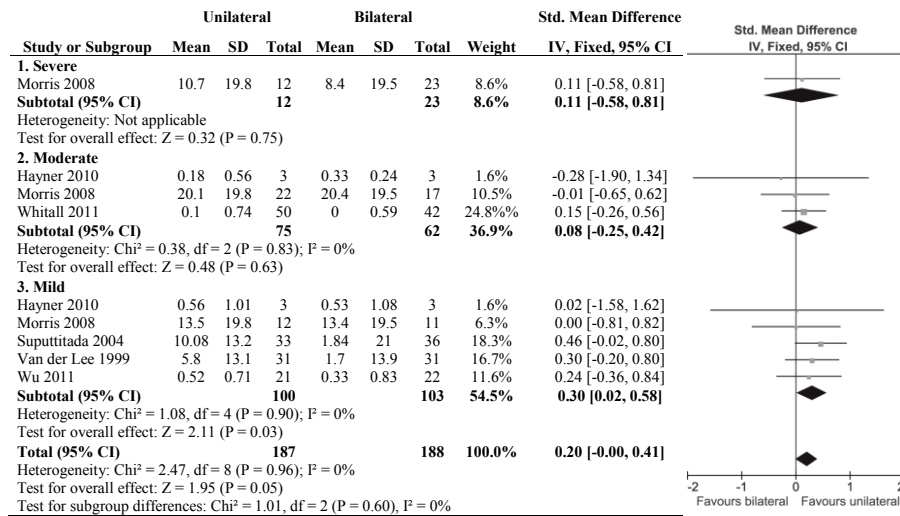 Unilateral Bilateral Std. Mean Difference
Study or Subgroup Mean SD Total Mean SD Total Weight IV, Fixed, 95% CI
Std. Mean Difference
IV, Fixed, 95% CI
1. Severe
Morris 2008 10.7 19.8 12 8.4 19.5 23 8.6% 0.11 [-0.58, 0.81]
Subtotal (95% CI) 12 23 8.6% 0.11 [-0.58, 0.81]
Heterogeneity: Not applicable
Test for overall effect: Z = 0.32 (P = 0.75)
2. Moderate
Hayner 2010 0.18 0.56 3 0.33 0.24 3 1.6% -0.28 [-1.90, 1.34]
Morris 2008 20.1 19.8 22 20.4 19.5 17 10.5% -0.01 [-0.65, 0.62]
Whitall 2011 0.1 0.74 50 0 0.59 42 24.8%% 0.15 [-0.26, 0.56]
Subtotal (95% CI) 75 62 36.9% 0.08 [-0.25, 0.42]
Heterogeneity: Chi² = 0.38, df = 2 (P = 0.83); I² = 0%
Test for overall effect: Z = 0.48 (P = 0.63)
3. Mild
Hayner 2010 0.56 1.01 3 0.53 1.08 3 1.6% 0.02 [-1.58, 1.62]
Morris 2008 13.5 19.8 12 13.4 19.5 11 6.3% 0.00 [-0.81, 0.82]
Suputtitada 2004 10.08 13.2 33 1.84 21 36 18.3% 0.46 [-0.02, 0.80]
Van der Lee 1999 5.8 13.1 31 1.7 13.9 31 16.7% 0.30 [-0.20, 0.80]
Wu 2011 0.52 0.71 21 0.33 0.83 22 11.6% 0.24 [-0.36, 0.84]
Subtotal (95% CI) 100 103 54.5% 0.30 [0.02, 0.58]
Heterogeneity: Chi² = 1.08, df = 4 (P = 0.90); I² = 0%
Test for overall effect: Z = 2.11 (P = 0.03)
Total (95% CI) 187 188 100.0% 0.20 [-0.00, 0.41]
Heterogeneity: Chi² = 2.47, df = 8 (P = 0.96); I² = 0%
Test for overall effect: Z = 1.95 (P = 0.05)
Test for subgroup differences: Chi² = 1.01, df = 2 (P = 0.60), I² = 0%
-2 -1 0 1 2
Favours bilateral Favours unilateral